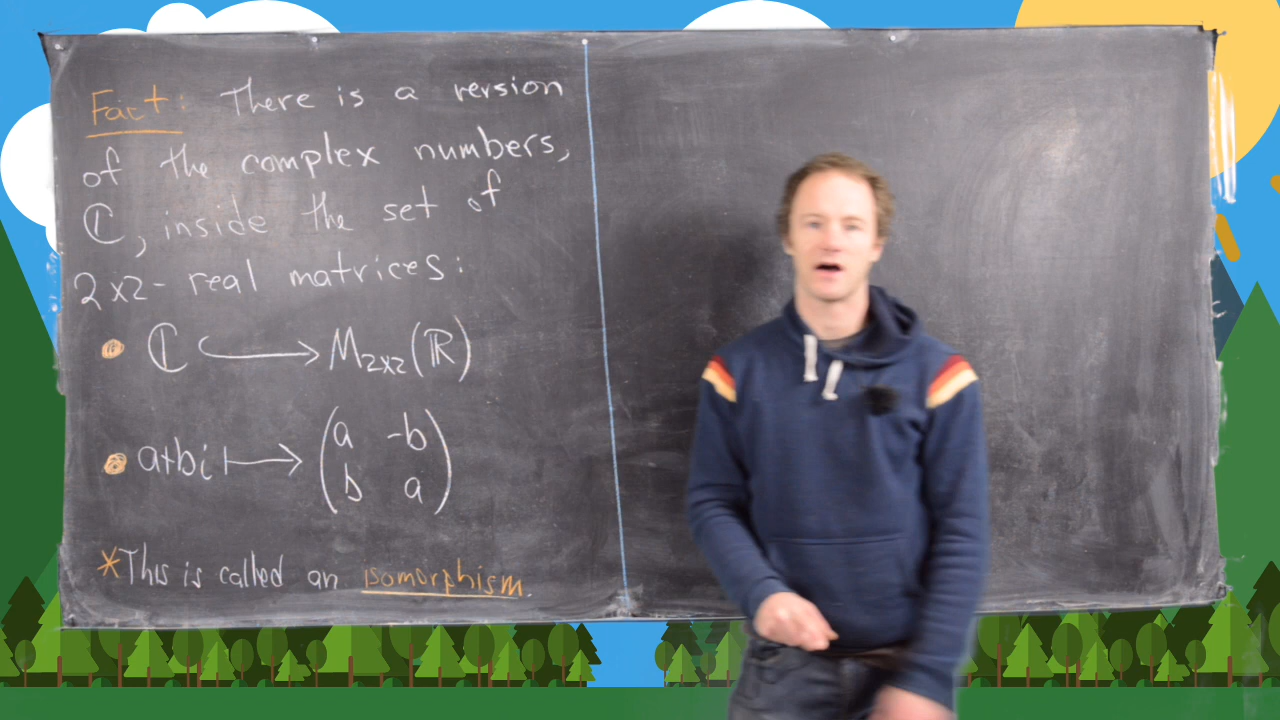 Fact: There is a version
of the complex numbers,
ℂ, inside the set of
2x2- real matrices:
• ℂ ↪ M₂ₓ₂(ℝ)
• a+bi ↦ ( a -b
b a )
*This is called an isomorphism.